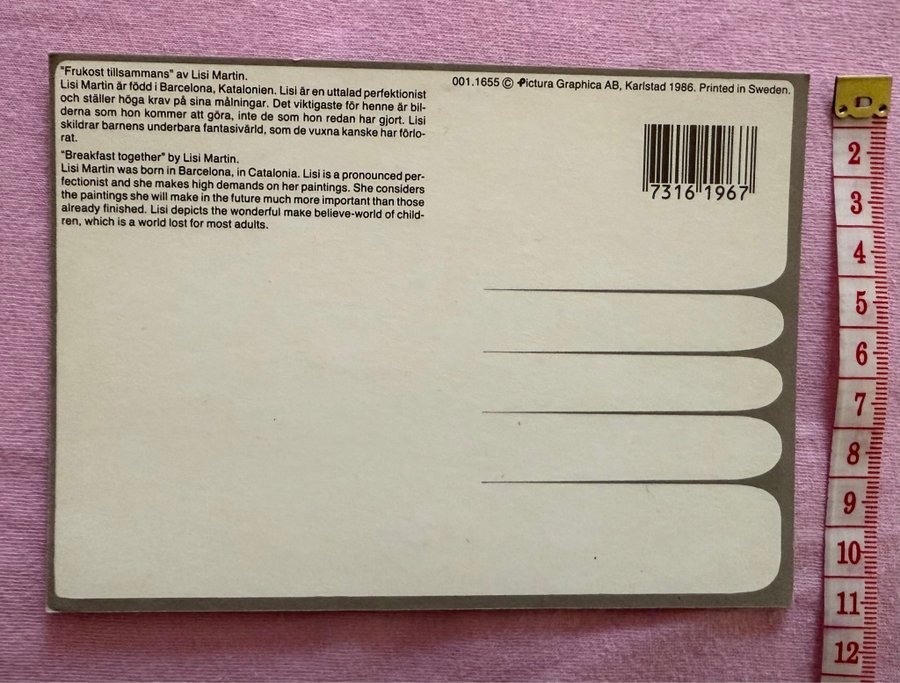 "Frukost tillsammans" av Lisi Martin.
Lisi Martin är född i Barcelona, Katalonien. Lisi är en uttalad perfektionist
och ställer höga krav på sina målningar. Det viktigaste för henne är bil-
derna som hon kommer att göra, inte de som hon redan har gjort. Lisi
skildrar barnens underbara fantasivärld, som de vuxna kanske har förlo-
rat.
"Breakfast together" by Lisi Martin.
Lisi Martin was born in Barcelona, in Catalonia. Lisi is a pronounced per-
fectionist and she makes high demands on her paintings. She considers
the paintings she will make in the future much more important than those
already finished. Lisi depicts the wonderful make believe-world of child-
ren, which is a world lost for most adults.
001.1655 © Pictura Graphica AB, Karlstad 1986. Printed in Sweden.
7316 1967
D
2
3
4
5
6
7
8
9
10
11
12